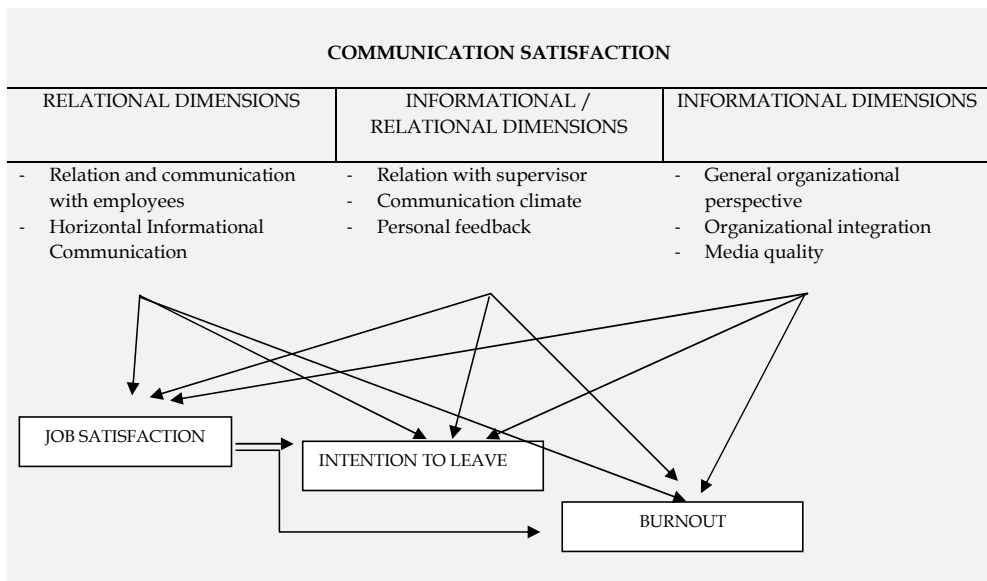 COMMUNICATION SATISFACTION
RELATIONAL DIMENSIONS
INFORMATIONAL /
RELATIONAL DIMENSIONS
INFORMATIONAL DIMENSIONS
- Relation and communication
with employees
- Horizontal Informational
Communication
- Relation with supervisor
- Communication climate
- Personal feedback
- General organizational
perspective
- Organizational integration
- Media quality
JOB SATISFACTION
INTENTION TO LEAVE
BURNOUT